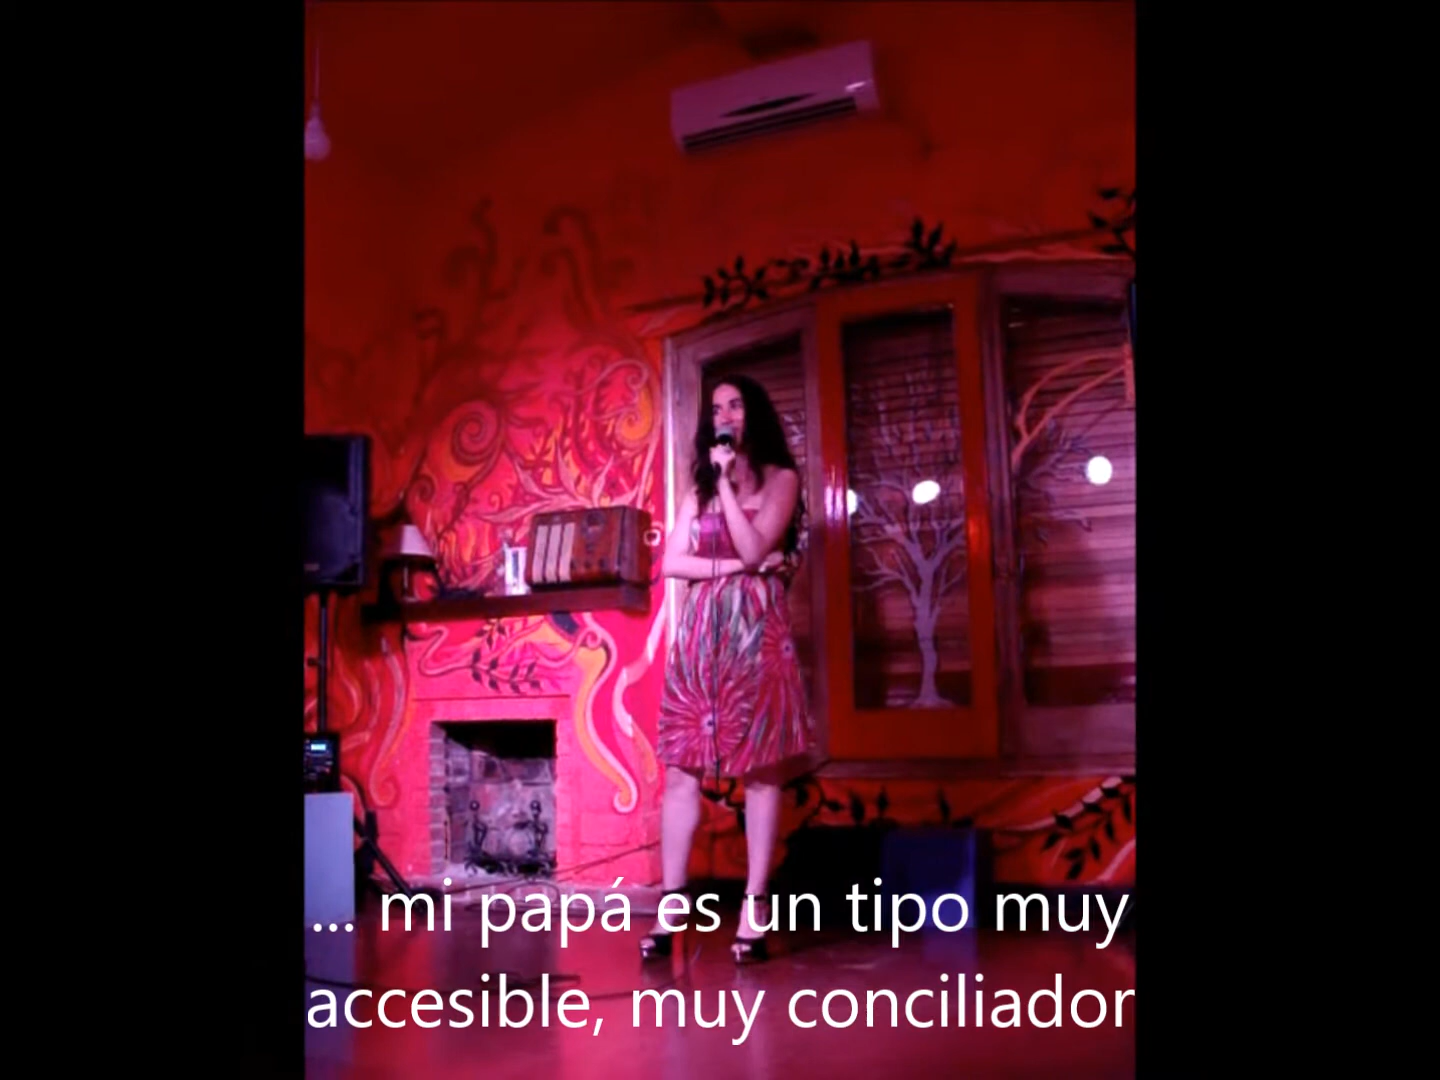 ... mi papá es un tipo muy
accesible, muy conciliador